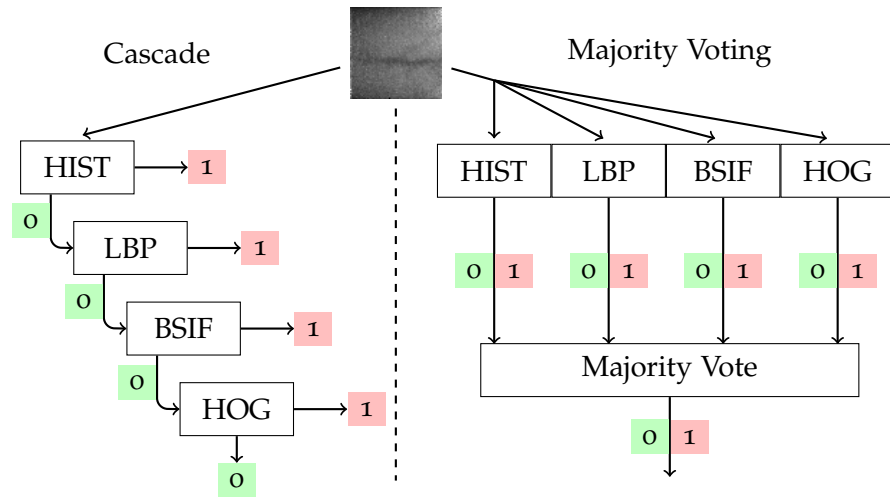 Cascade
HIST 1
0
LBP 1
0
BSIF 1
0
HOG 1
0
Majority Voting
HIST LBP BSIF HOG
0 1 0 1 0 1 0 1
Majority Vote
0 1